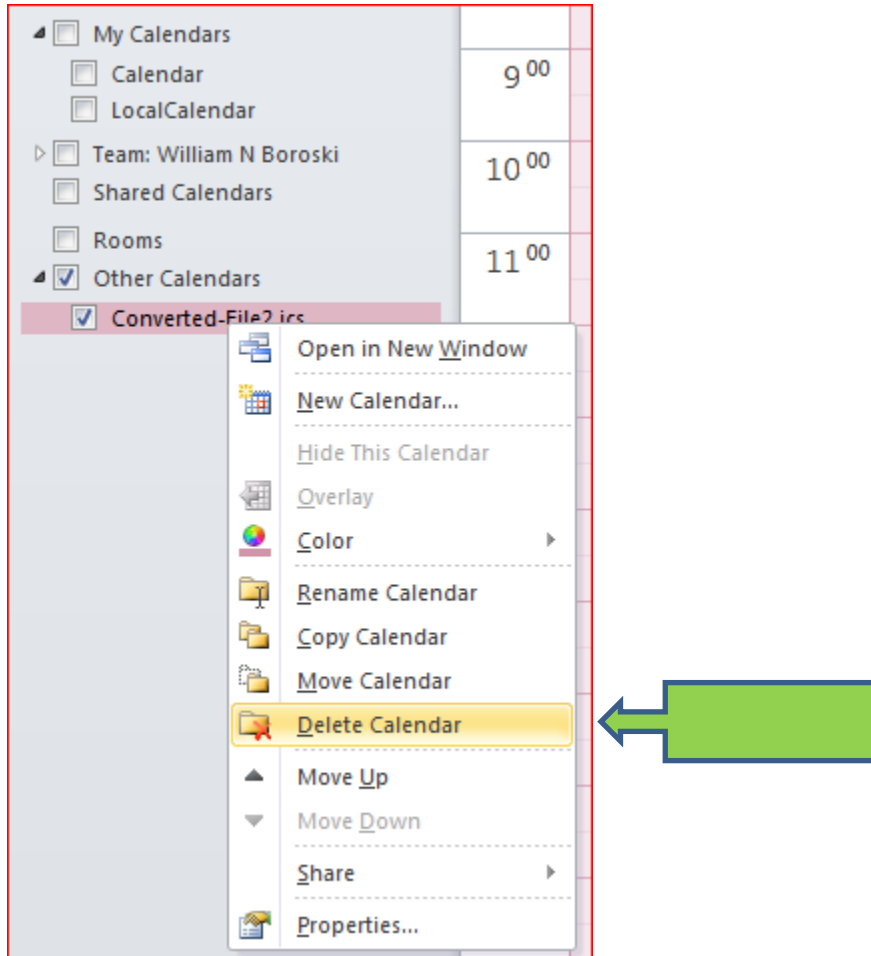 My Calendars
Calendar
LocalCalendar
Team: William N Boroski
Shared Calendars
Rooms
Other Calendars
Converted-File2.ics
9 00
10 00
11 00
Open in New Window
New Calendar...
Hide This Calendar
Overlay
Color
Rename Calendar
Copy Calendar
Move Calendar
Delete Calendar
Move Up
Move Down
Share
Properties...